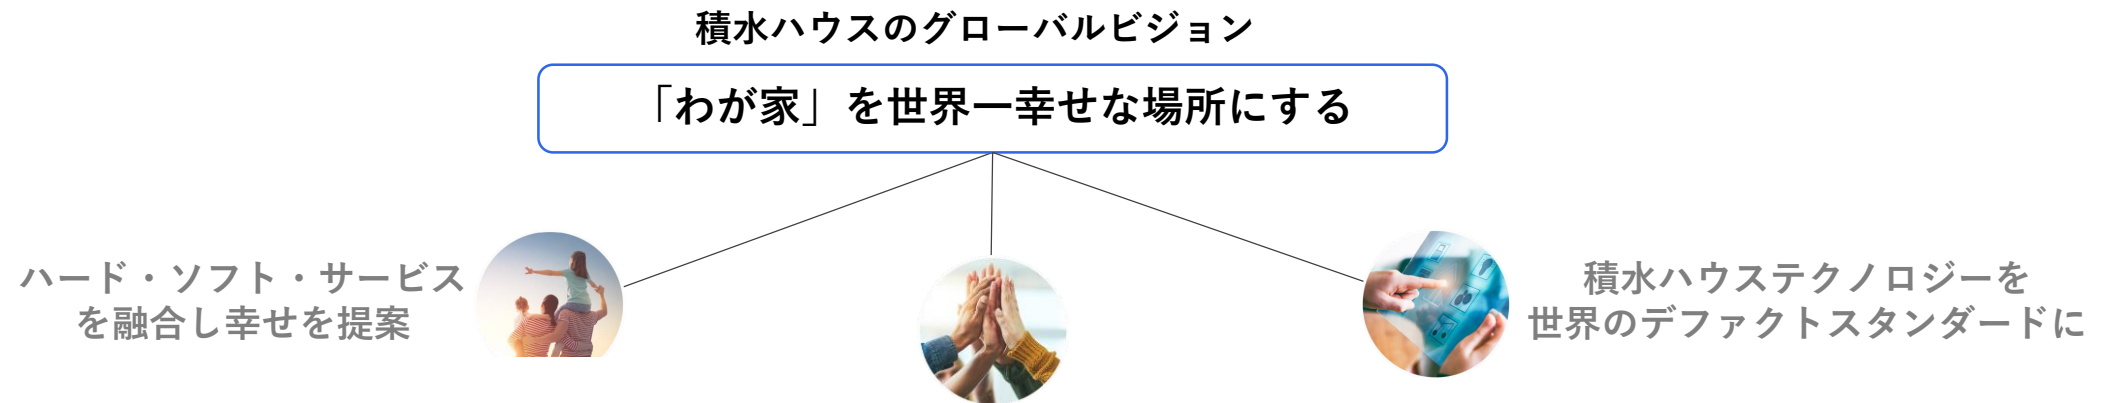 積水ハウスのグローバルビジョン
「わが家」を世界一幸せな場所にする
ハード・ソフト・サービス
を融合し幸せを提案
積水ハウステクノロジーを
世界のデファクトスタンダードに